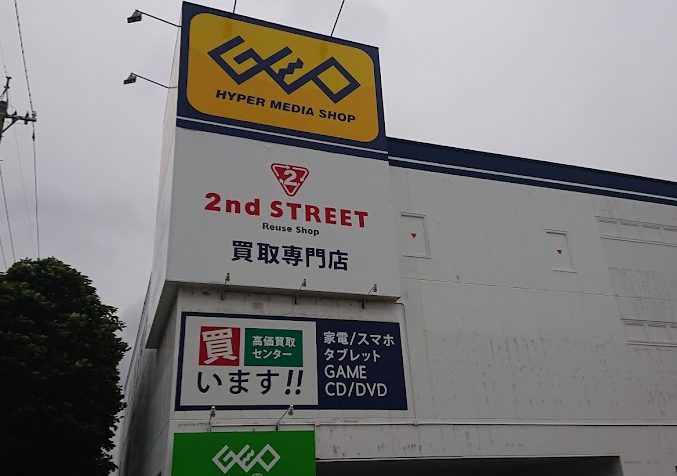 GEO
HYPER MEDIA SHOP
2
2nd STREET
Reuse Shop
買取専門店
買
高価買取
センター
います!!
家電/スマホ
タブレット
GAME
CD/DVD
GEO